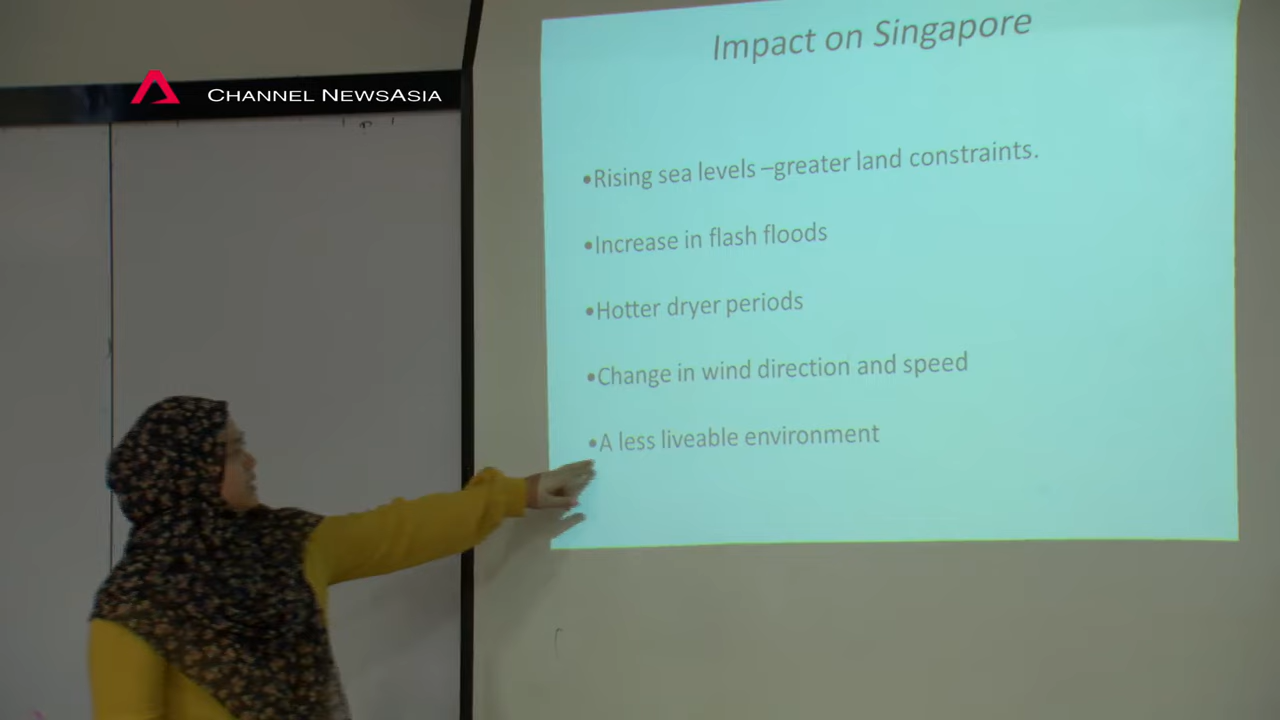 Impact on Singapore
CHANNEL NEWSASIA
•Rising sea levels –greater land constraints.
•Increase in flash floods
•Hotter dryer periods
•Change in wind direction and speed
•A less liveable environment